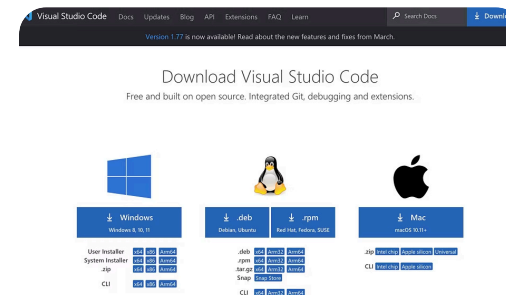 Visual Studio Code Docs Updates Blog API Extensions FAQ Learn Search Docs Downlo
Version 1.77 is now available! Read about the new features and fixes from March.
Download Visual Studio Code
Free and built on open source. Integrated Git, debugging and extensions.
Windows
Windows 8, 10, 11
User Installer x64 x86 Arm64
System Installer x64 x86 Arm64
.zip x64 x86 Arm64
CLI x64 x86 Arm64
.deb
Debian, Ubuntu
.rpm
Red Hat, Fedora, SUSE
.deb x64 Arm32 Arm64
.rpm x64 Arm32 Arm64
.tar.gz x64 Arm32 Arm64
Snap Snap Store
CLI x64 Arm32 Arm64
Mac
macOS 10.11+
.zip Intel chip Apple silicon Universal
CLI Intel chip Apple silicon